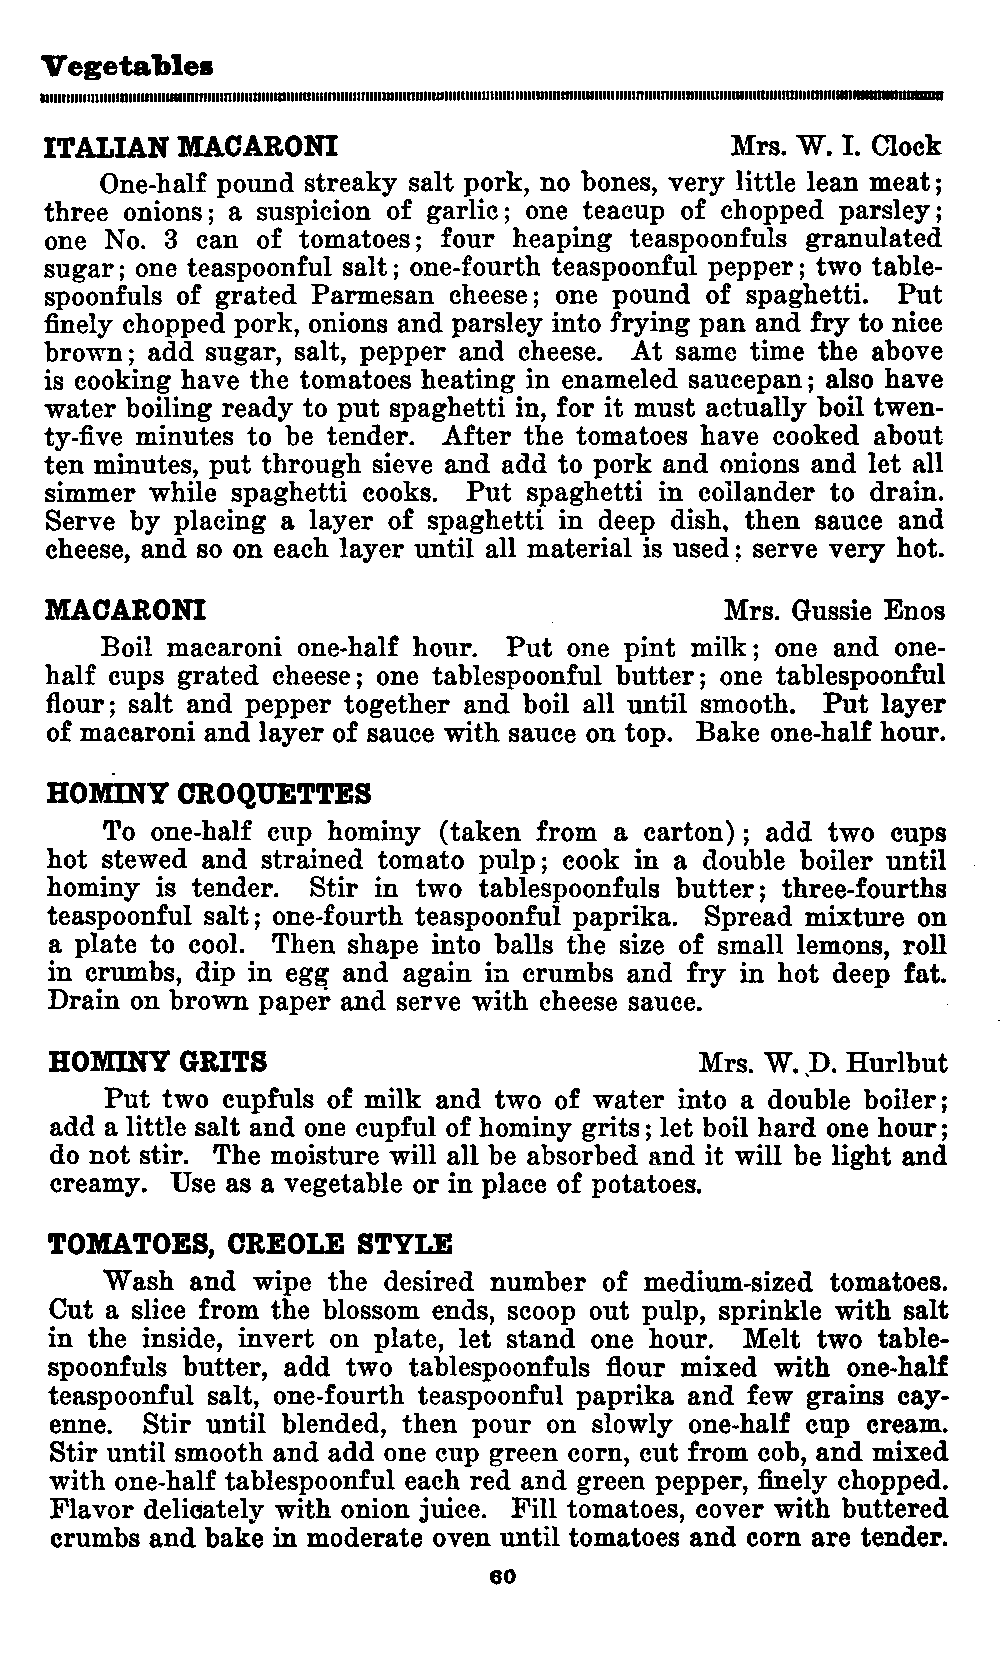 Vegetables
ITALIAN MACARONI Mrs. W. I. Clock
One-half pound streaky salt pork, no bones, very little lean meat;
three onions; a suspicion of garlic; one teacup of chopped parsley;
one No. 3 can of tomatoes; four heaping teaspoonfuls granulated
sugar; one teaspoonful salt; one-fourth teaspoonful pepper; two table-
spoonfuls of grated Parmesan cheese; one pound of spaghetti. Put
finely chopped pork, onions and parsley into frying pan and fry to nice
brown; add sugar, salt, pepper and cheese. At same time the above
is cooking have the tomatoes heating in enameled saucepan; also have
water boiling ready to put spaghetti in, for it must actually boil twen-
ty-five minutes to be tender. After the tomatoes have cooked about
ten minutes, put through sieve and add to pork and onions and let all
simmer while spaghetti cooks. Put spaghetti in collander to drain.
Serve by placing a layer of spaghetti in deep dish, then sauce and
cheese, and so on each layer until all material is used; serve very hot.
MACARONI Mrs. Gussie Enos
Boil macaroni one-half hour. Put one pint milk; one and one-
half cups grated cheese; one tablespoonful butter; one tablespoonful
flour; salt and pepper together and boil all until smooth. Put layer
of macaroni and layer of sauce with sauce on top. Bake one-half hour.
HOMINY CROQUETTES
To one-half cup hominy (taken from a carton); add two cups
hot stewed and strained tomato pulp; cook in a double boiler until
hominy is tender. Stir in two tablespoonfuls butter; three-fourths
teaspoonful salt; one-fourth teaspoonful paprika. Spread mixture on
a plate to cool. Then shape into balls the size of small lemons, roll
in crumbs, dip in egg and again in crumbs and fry in hot deep fat.
Drain on brown paper and serve with cheese sauce.
HOMINY GRITS Mrs. W. D. Hurlbut
Put two cupfuls of milk and two of water into a double boiler;
add a little salt and one cupful of hominy grits; let boil hard one hour;
do not stir. The moisture will all be absorbed and it will be light and
creamy. Use as a vegetable or in place of potatoes.
TOMATOES, CREOLE STYLE
Wash and wipe the desired number of medium-sized tomatoes.
Cut a slice from the blossom ends, scoop out pulp, sprinkle with salt
in the inside, invert on plate, let stand one hour. Melt two table-
spoonfuls butter, add two tablespoonfuls flour mixed with one-half
teaspoonful salt, one-fourth teaspoonful paprika and few grains cay-
enne. Stir until blended, then pour on slowly one-half cup cream.
Stir until smooth and add one cup green corn, cut from cob, and mixed
with one-half tablespoonful each red and green pepper, finely chopped.
Flavor delicately with onion juice. Fill tomatoes, cover with buttered
crumbs and bake in moderate oven until tomatoes and corn are tender.
60